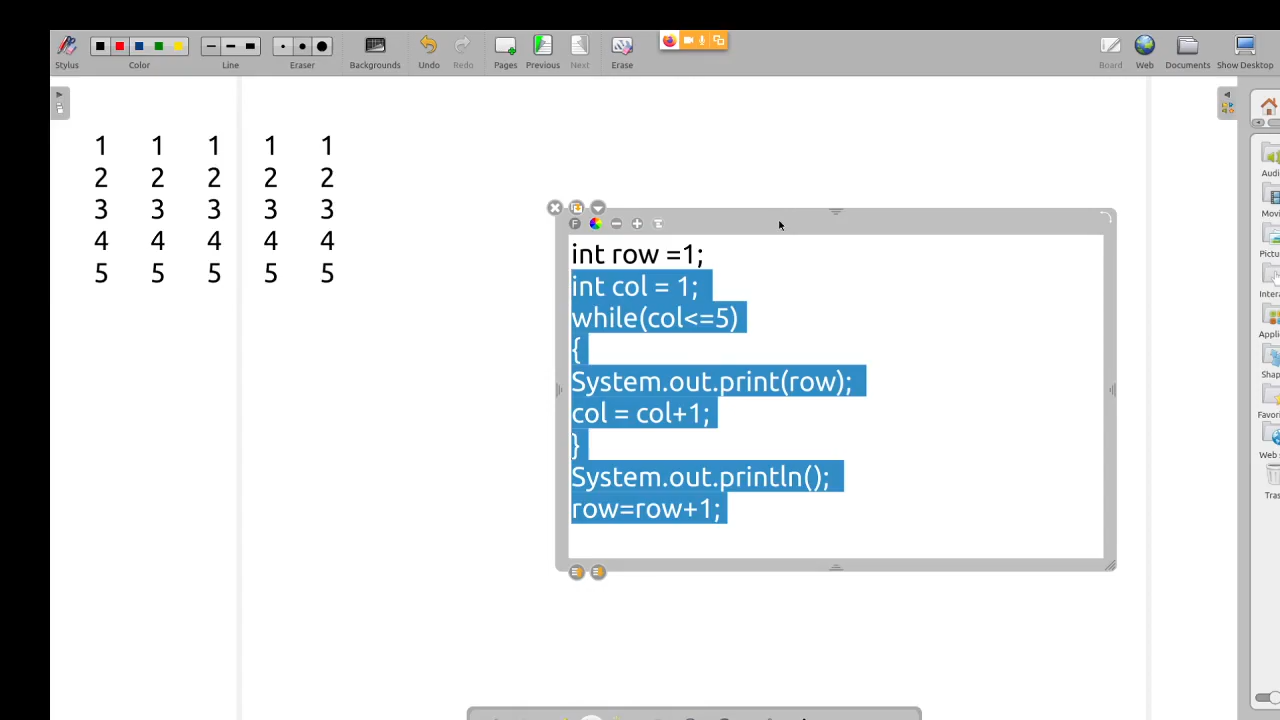 Stylus Color Line Eraser Backgrounds Undo Redo Pages Previous Next Erase Board Web Documents Show Desktop
1 1 1 1 1
2 2 2 2 2
3 3 3 3 3
4 4 4 4 4
5 5 5 5 5
F
int row =1;
int col = 1;
while(col<=5)
{
System.out.print(row);
col = col+1;
}
System.out.println();
row=row+1;